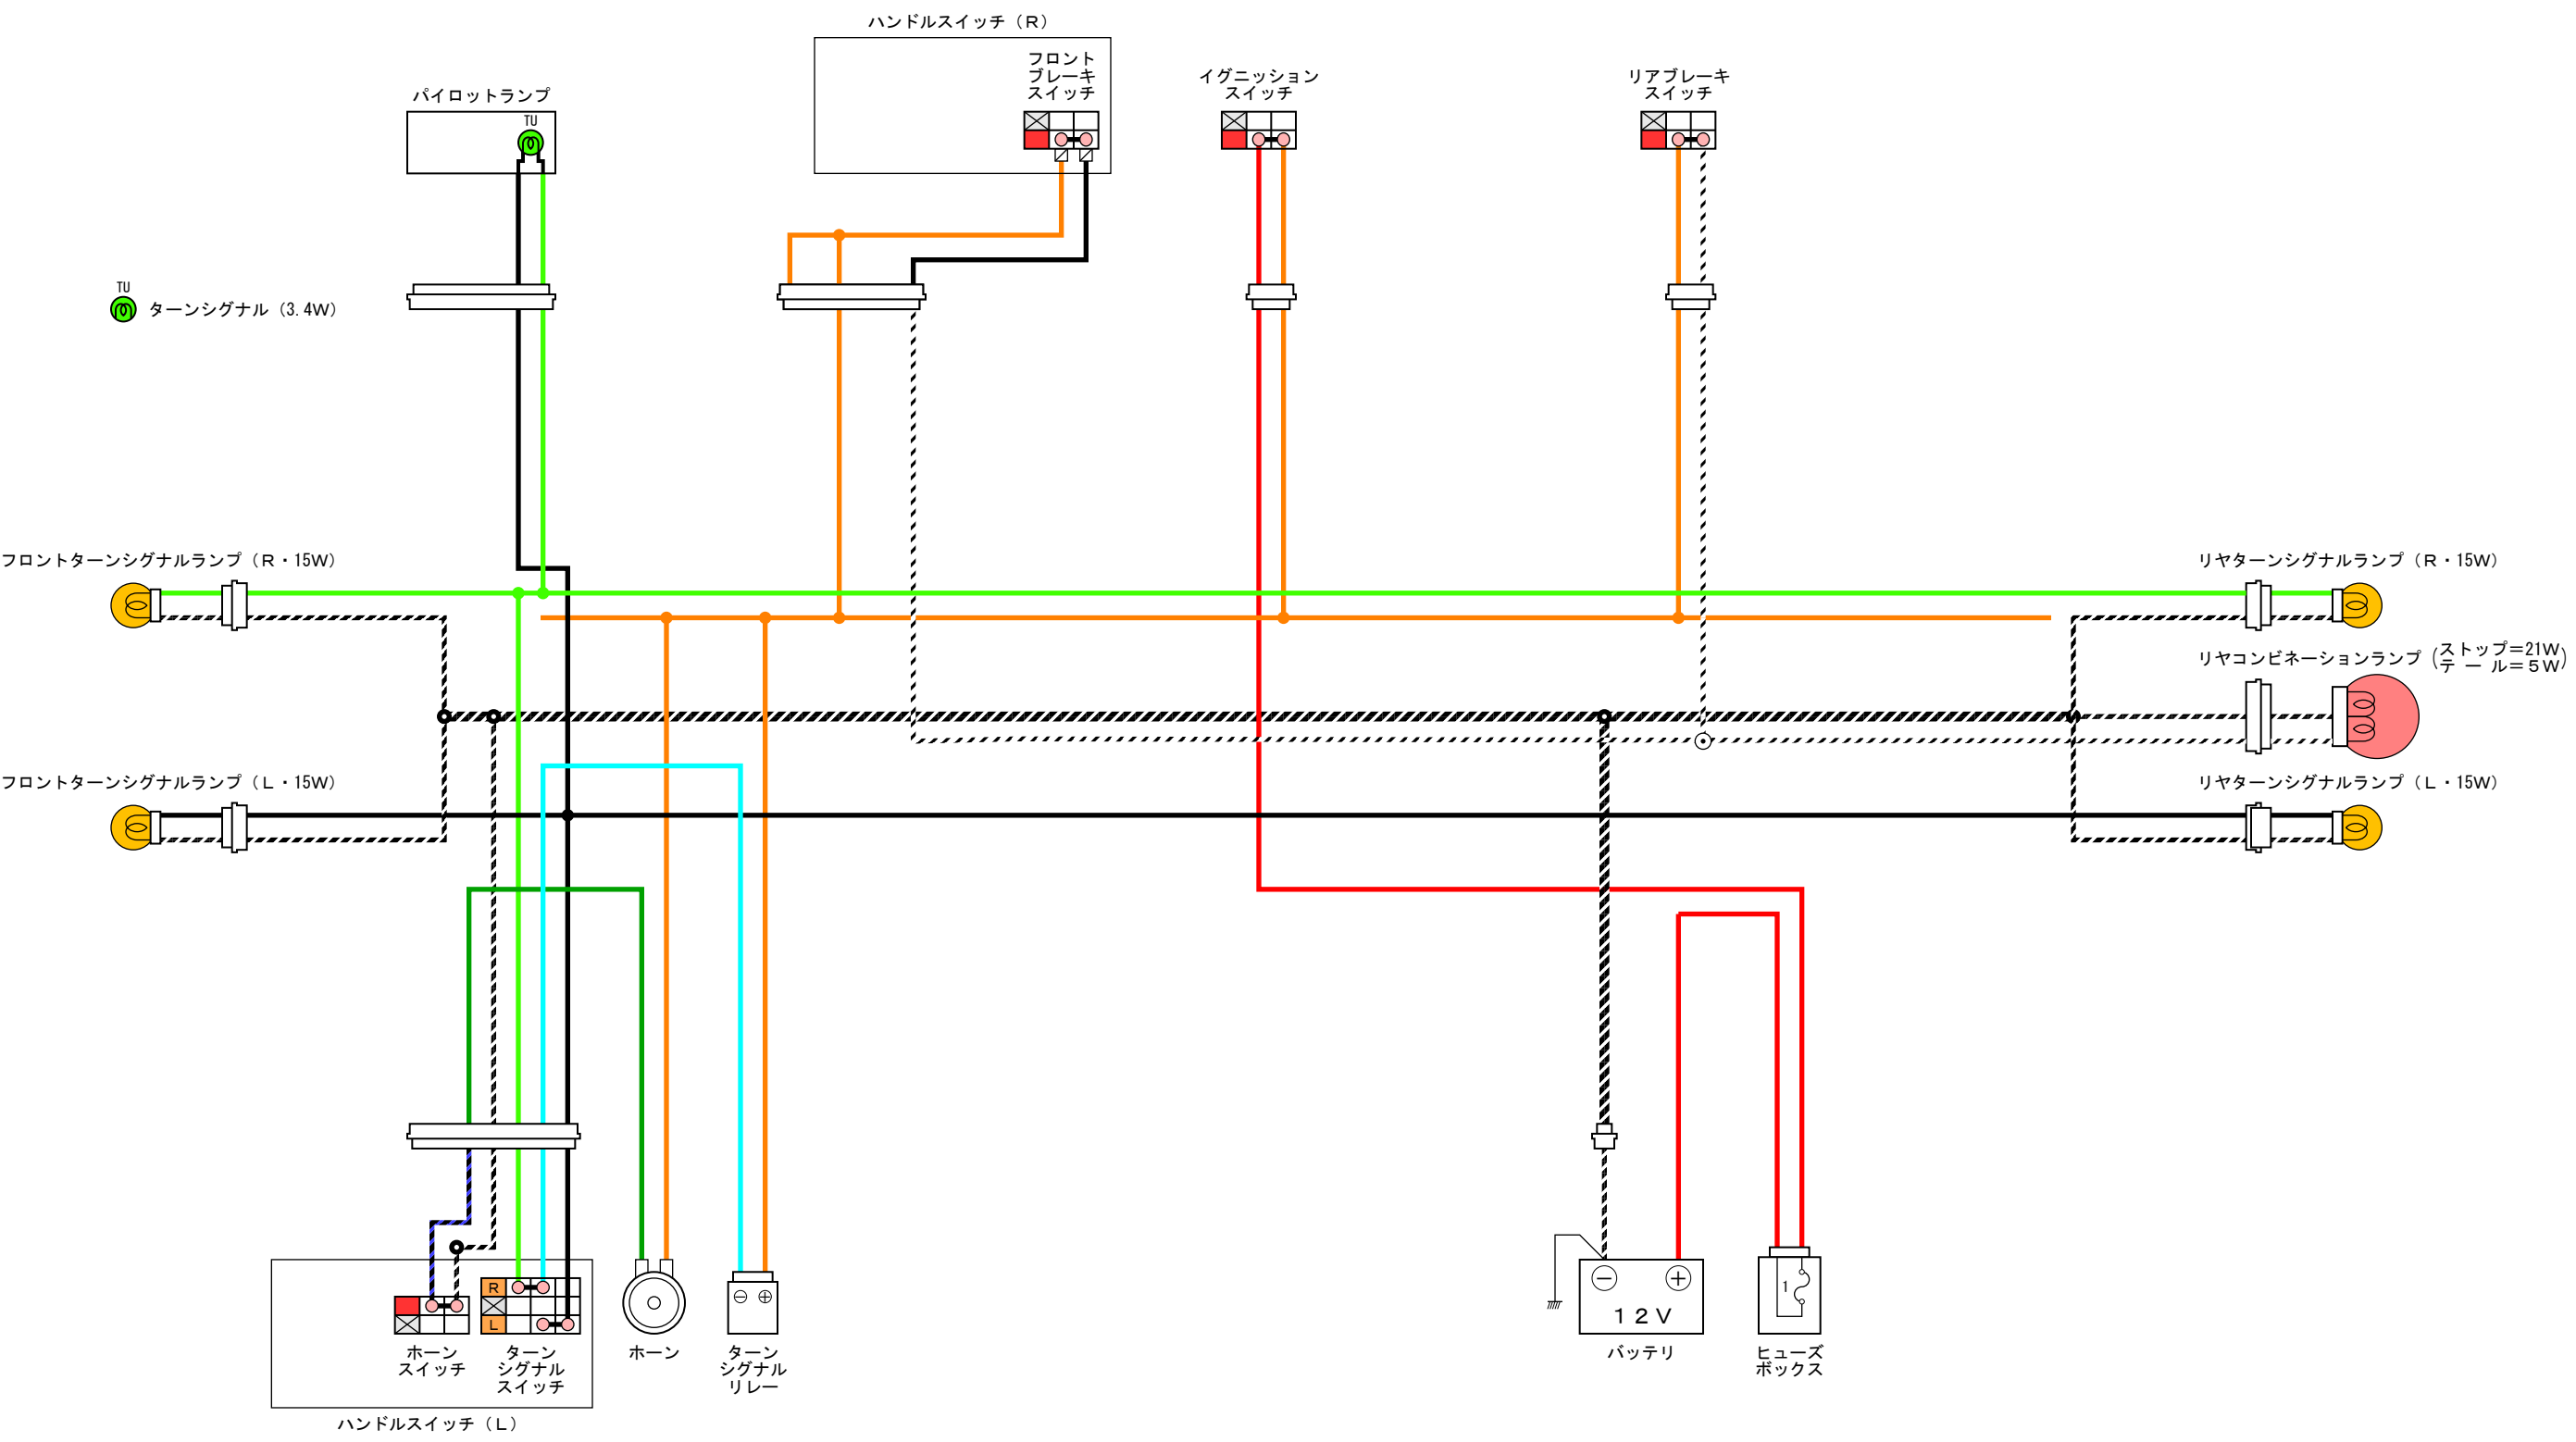 ハンドルスイッチ（R）
フロント
ブレーキ
スイッチ
イグニッション
スイッチ
リアブレーキ
スイッチ
パイロットランプ
TU
TU
ターンシグナル（3.4W）
フロントターンシグナルランプ（R・15W）
リヤターンシグナルランプ（R・15W）
リヤコンビネーションランプ（ストップ＝21W
テール＝5W）
フロントターンシグナルランプ（L・15W）
リヤターンシグナルランプ（L・15W）
R
L
12V
1
ホーン
スイッチ
ターン
シグナル
スイッチ
ホーン
ターン
シグナル
リレー
バッテリ
ヒューズ
ボックス
ハンドルスイッチ（L）